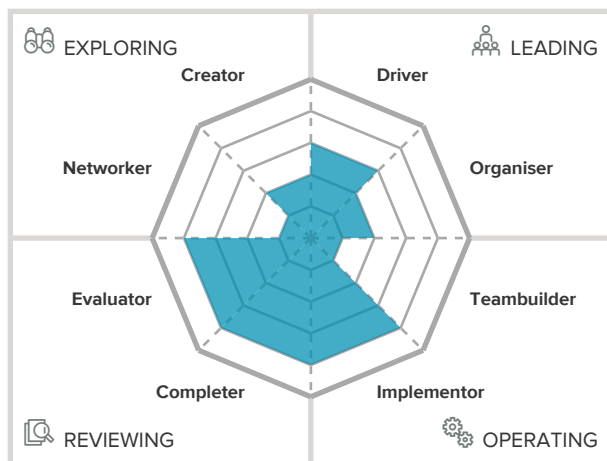 EXPLORING
LEADING
Creator
Driver
Networker
Organiser
Evaluator
Teambuilder
Completer
Implementor
REVIEWING
OPERATING